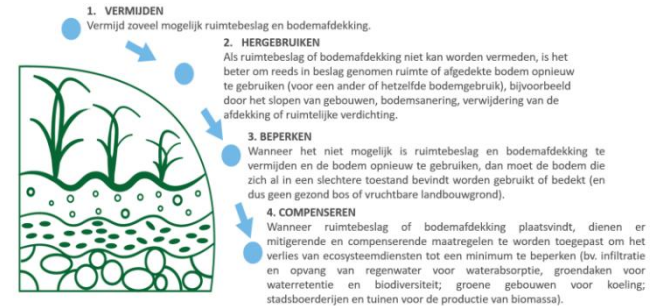 1. VERMIJDEN
Vermijd zoveel mogelijk ruimtebeslag en bodemafdekking.
2. HERGEBRUIKEN
Als ruimtebeslag of bodemafdekking niet kan worden vermeden, is het
beter om reeds in beslag genomen ruimte of afgedekte bodem opnieuw
te gebruiken (voor een ander of hetzelfde bodemgebruik), bijvoorbeeld
door het slopen van gebouwen, bodemsanering, verwijdering van de
afdekking of ruimtelijke verdichting.
3. BEPERKEN
Wanneer het niet mogelijk is ruimtebeslag en bodemafdekking te
vermijden en de bodem opnieuw te gebruiken, dan moet de bodem die
zich al in een slechtere toestand bevindt worden gebruikt of bedekt (en
dus geen gezond bos of vruchtbare landbouwgrond).
4. COMPENSEREN
Wanneer ruimtebeslag of bodemafdekking plaatsvindt, dienen er
mitigerende en compenserende maatregelen te worden toegepast om het
verlies van ecosysteemdiensten tot een minimum te beperken (bv. infiltratie
en opvang van regenwater voor waterabsorptie, groendaken voor
waterretentie en biodiversiteit; groene gebouwen voor koeling;
stadsboerderijen en tuinen voor de productie van biomassa).